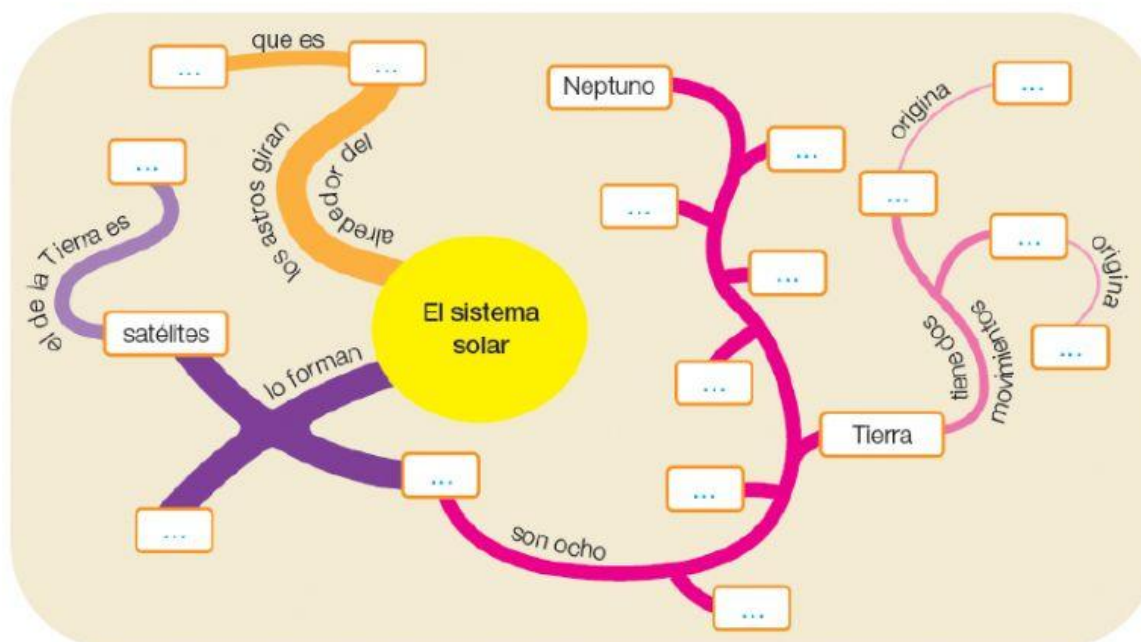 ...
que es
...
los astros giran
alrededor del
...
el de la Tierra es
satélites
lo forman
El sistema
solar
...
...
son ocho
Neptuno
...
...
...
...
Tierra
...
...
tiene dos
movimientos
...
origina
...
...
origina
...